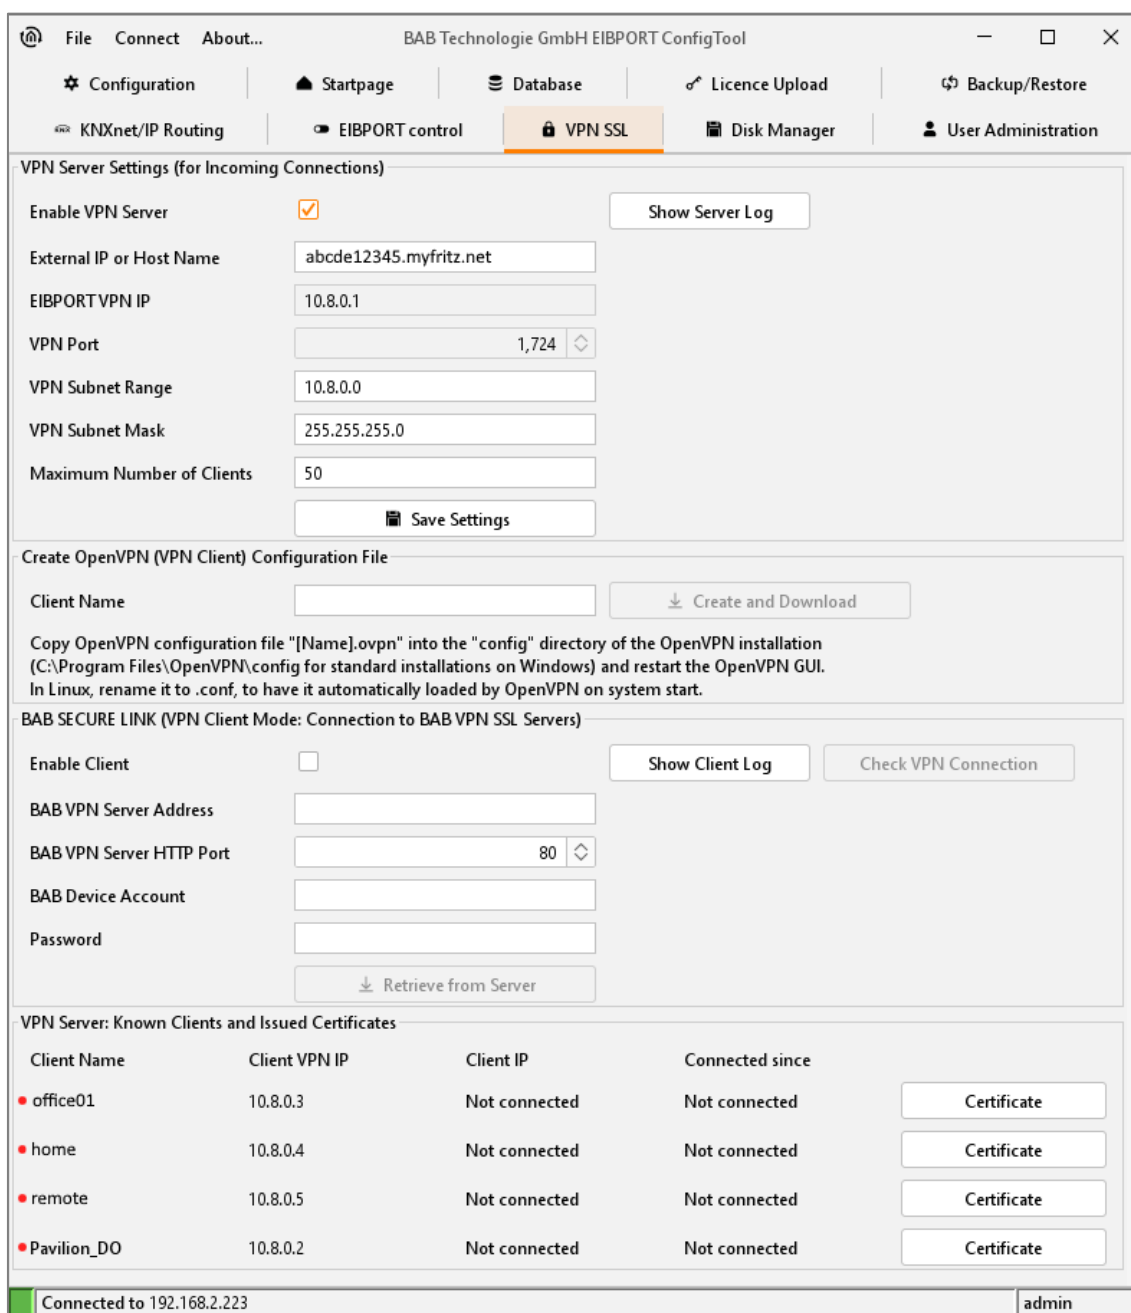 File Connect About... BAB Technologie GmbH EIBPORT ConfigTool
Configuration Startpage Database Licence Upload Backup/Restore
KNXnet/IP Routing EIBPORT control VPN SSL Disk Manager User Administration
VPN Server Settings (for Incoming Connections)
Enable VPN Server Show Server Log
External IP or Host Name abcde12345.myfritz.net
EIBPORT VPN IP 10.8.0.1
VPN Port 1,724
VPN Subnet Range 10.8.0.0
VPN Subnet Mask 255.255.255.0
Maximum Number of Clients 50
Save Settings
Create OpenVPN (VPN Client) Configuration File
Client Name Create and Download
Copy OpenVPN configuration file "[Name].ovpn" into the "config" directory of the OpenVPN installation
(C:\Program Files\OpenVPN\config for standard installations on Windows) and restart the OpenVPN GUI.
In Linux, rename it to .conf, to have it automatically loaded by OpenVPN on system start.
BAB SECURE LINK (VPN Client Mode: Connection to BAB VPN SSL Servers)
Enable Client Show Client Log Check VPN Connection
BAB VPN Server Address
BAB VPN Server HTTP Port 80
BAB Device Account
Password
Retrieve from Server
VPN Server: Known Clients and Issued Certificates
Client Name Client VPN IP Client IP Connected since
office01 10.8.0.3 Not connected Not connected Certificate
home 10.8.0.4 Not connected Not connected Certificate
remote 10.8.0.5 Not connected Not connected Certificate
Pavilion_DO 10.8.0.2 Not connected Not connected Certificate
Connected to 192.168.2.223 admin